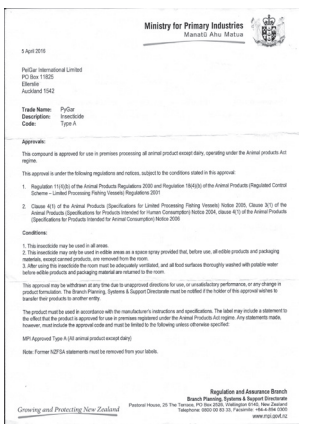 Ministry for Primary Industries
Manatū Ahu Matua
5 April 2016
PelGar International Limited
PO Box 11825
Ellerslie
Auckland 1542
Trade Name: PyGar
Description: Insecticide
Code: Type A
Approvals:
This compound is approved for use in premises processing all animal product except dairy, operating under the Animal products Act
regime.
This approval is under the following regulations and notices, subject to the conditions stated in this approval
1. Regulation 11(4)(b) of the Animal Products Regulations 2000 and Regulation 19(4)(b) of the Animal Products (Regulated Control
Scheme – Limited Processing Fishing Vessels) Regulations 2001
2. Clause 4(1) of the Animal Products (Specifications for Limited Processing Fishing Vessels) Notice 2005, Clause 3(1) of the
Animal Products (Specifications for Products Intended for Human Consumption) Notice 2004, clause 4(1) of the Animal Products
(Specifications for Products Intended for Animal Consumption) Notice 2006
Conditions:
1. This insecticide may be used in all areas.
2. This insecticide may only be used in edible areas as a space spray provided that, before use, all edible products and packaging
materials, except canned products, are removed from the room.
3. After using this insecticide the room must be adequately ventilated, and all food surfaces thoroughly washed with potable water
before edible products and packaging material are returned to the room
This approval may be withdrawn at any time due to unapproved directions for use, or unsatisfactory performance, or any change in
product formulation. The Branch Planning, Systems & Support Directorate must be notified if the holder of this approval wishes to
transfer their products to another entity.
The product must be used in accordance with the manufacturer's instructions and specifications. The label may include a statement to
the effect that the product is approved for use in premises registered under the Animal Products Act regime. Any statements made,
however, must include the approval code and must be limited to the following unless otherwise specified:
MPI Approved Type A (All animal product except dairy)
Note: Former NZFSA statements must be removed from your labels.
Regulation and Assurance Branch
Branch Planning, Systems & Support Directorate
Pastoral House, 25 The Terrace, PO Box 2526, Wellington 6140, New Zealand
Telephone: 0800 00 83 33, Facsimile: +64-4-894 0300
www.mpi.govt.nz
Growing and Protecting New Zealand